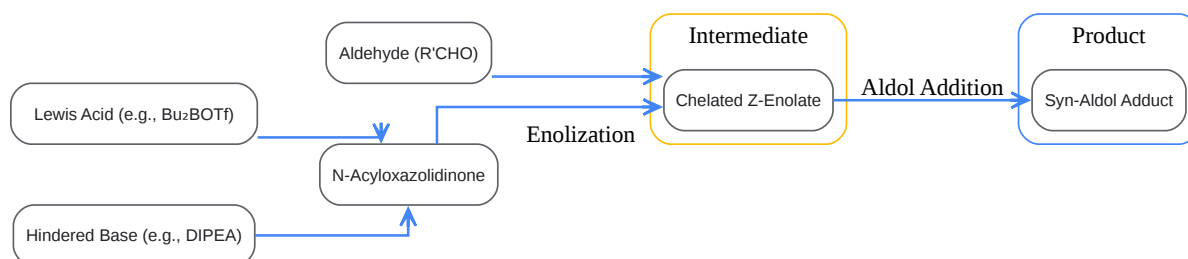 Intermediate
Product
Aldehyde (R'CHO)
Chelated Z-Enolate
Aldol Addition
Syn-Aldol Adduct
Lewis Acid (e.g., Bu₂BOTf)
Enolization
N-Acyloxazolidinone
Hindered Base (e.g., DIPEA)